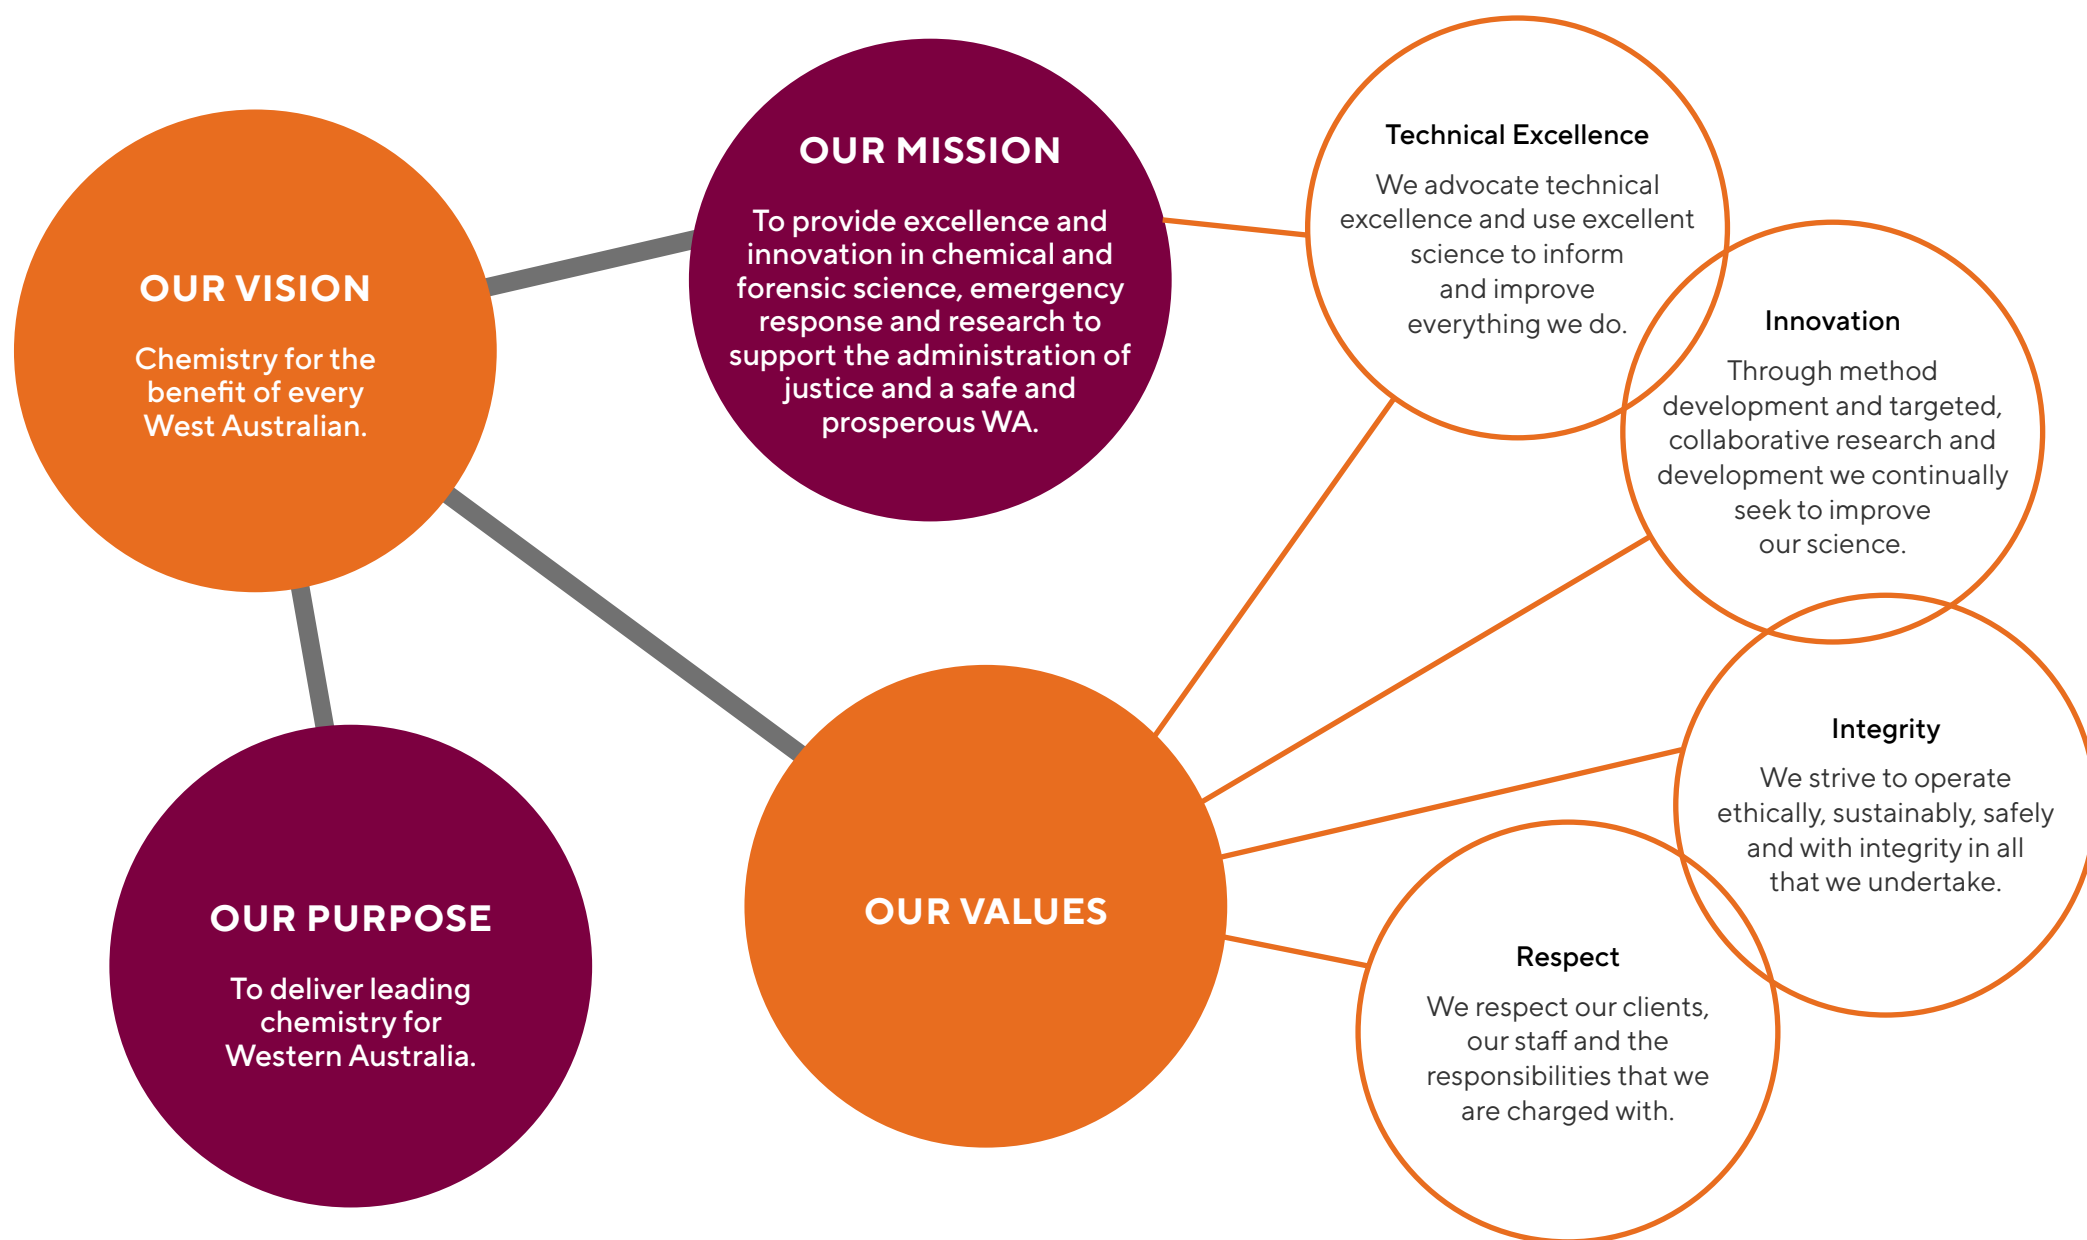 OUR VISION
Chemistry for the
benefit of every
West Australian.
OUR MISSION
To provide excellence and
innovation in chemical and
forensic science, emergency
response and research to
support the administration of
justice and a safe and
prosperous WA.
OUR PURPOSE
To deliver leading
chemistry for
Western Australia.
OUR VALUES
Technical Excellence
We advocate technical
excellence and use excellent
science to inform
and improve
everything we do.
Innovation
Through method
development and targeted,
collaborative research and
development we continually
seek to improve
our science.
Integrity
We strive to operate
ethically, sustainably, safely
and with integrity in all
that we undertake.
Respect
We respect our clients,
our staff and the
responsibilities that we
are charged with.